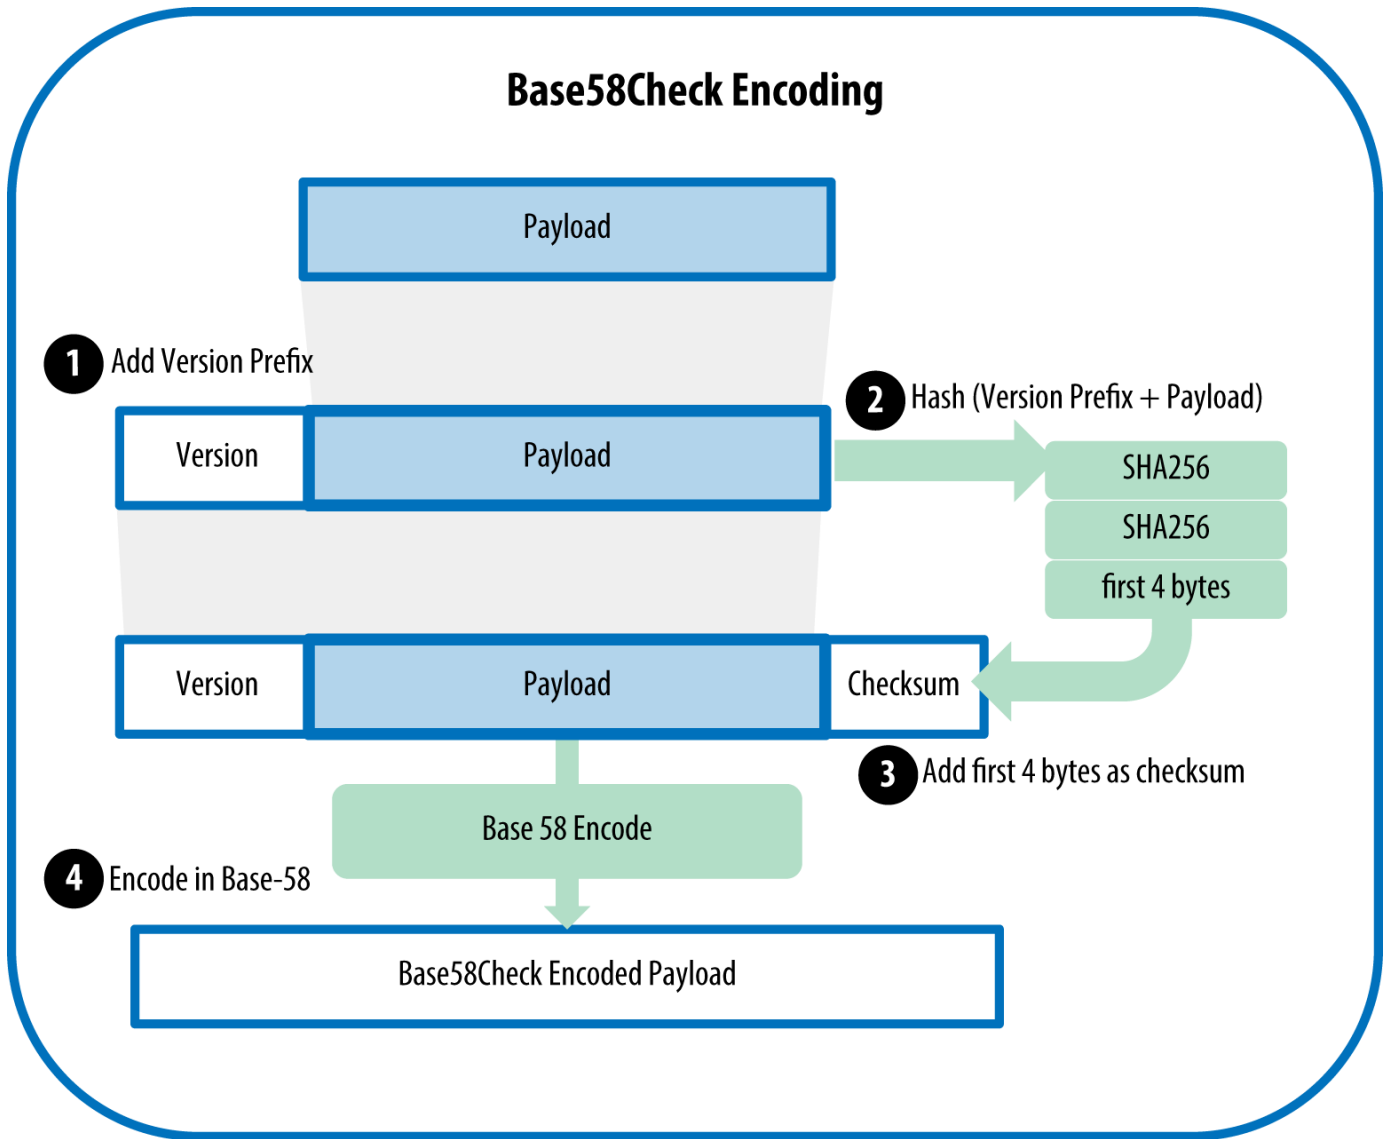 Base58Check Encoding
Payload
1 Add Version Prefix
2 Hash (Version Prefix + Payload)
Version Payload
SHA256
SHA256
first 4 bytes
Version Payload Checksum
3 Add first 4 bytes as checksum
Base 58 Encode
4 Encode in Base-58
Base58Check Encoded Payload